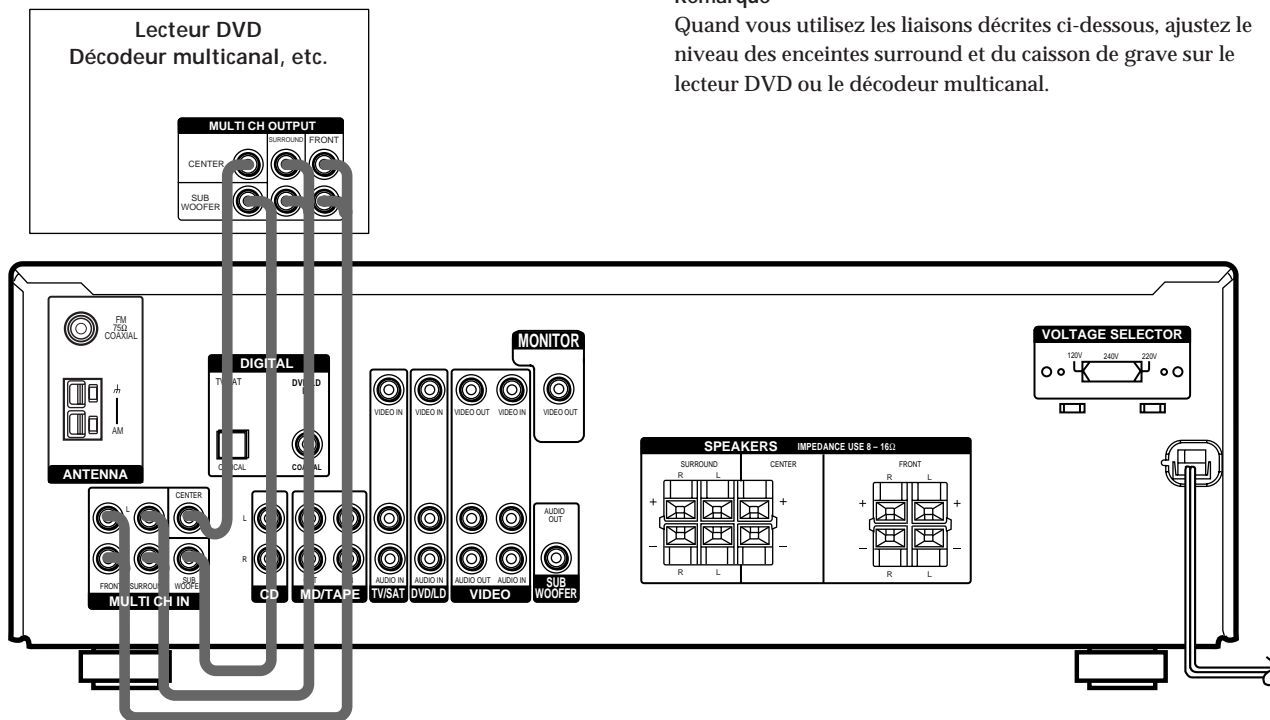 Remarque
Quand vous utilisez les liaisons décrites ci-dessous, ajustez le
niveau des enceintes surround et du caisson de grave sur le
lecteur DVD ou le décodeur multicanal.
Lecteur DVD
Décodeur multicanal, etc.
MULTI CH OUTPUT
SURROUND FRONT
CENTER
SUB
WOOFER
FM
75Ω
COAXIAL
AM
ANTENNA
DIGITAL
COAXIAL
MONITOR
VIDEO IN
VIDEO IN
VIDEO OUT
VIDEO IN
VIDEO OUT
VOLTAGE SELECTOR
120V 240V 220V
SPEAKERS IMPEDANCE USE 8 – 16Ω
SURROUND CENTER FRONT
R L R L
+ + + +
– – – –
R L R L
CENTER
L
FRONT SURROUND SUB
WOOFER
MULTI CH IN
L
R
CD
MD/TAPE
AUDIO IN
TV/SAT
AUDIO IN
DVD/LD
AUDIO OUT AUDIO IN
VIDEO
AUDIO
OUT
SUB
WOOFER